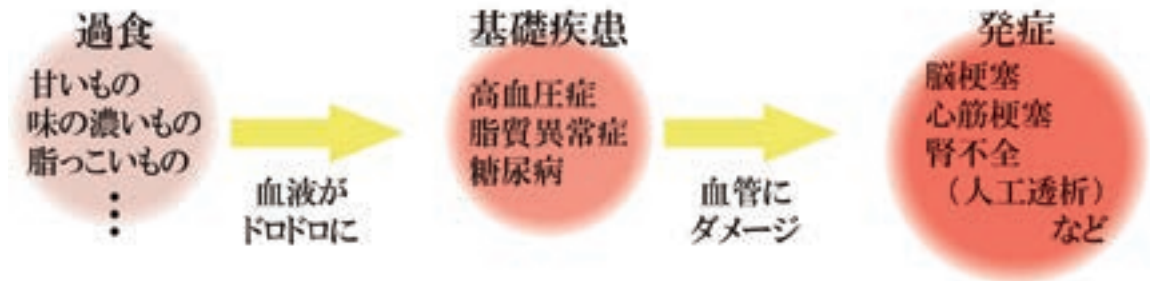 過食
甘いもの
味の濃いもの
脂っこいもの
⋮
血液が
ドロドロに
基礎疾患
高血圧症
脂質異常症
糖尿病
血管に
ダメージ
発症
脳梗塞
心筋梗塞
腎不全
（人工透析）
など